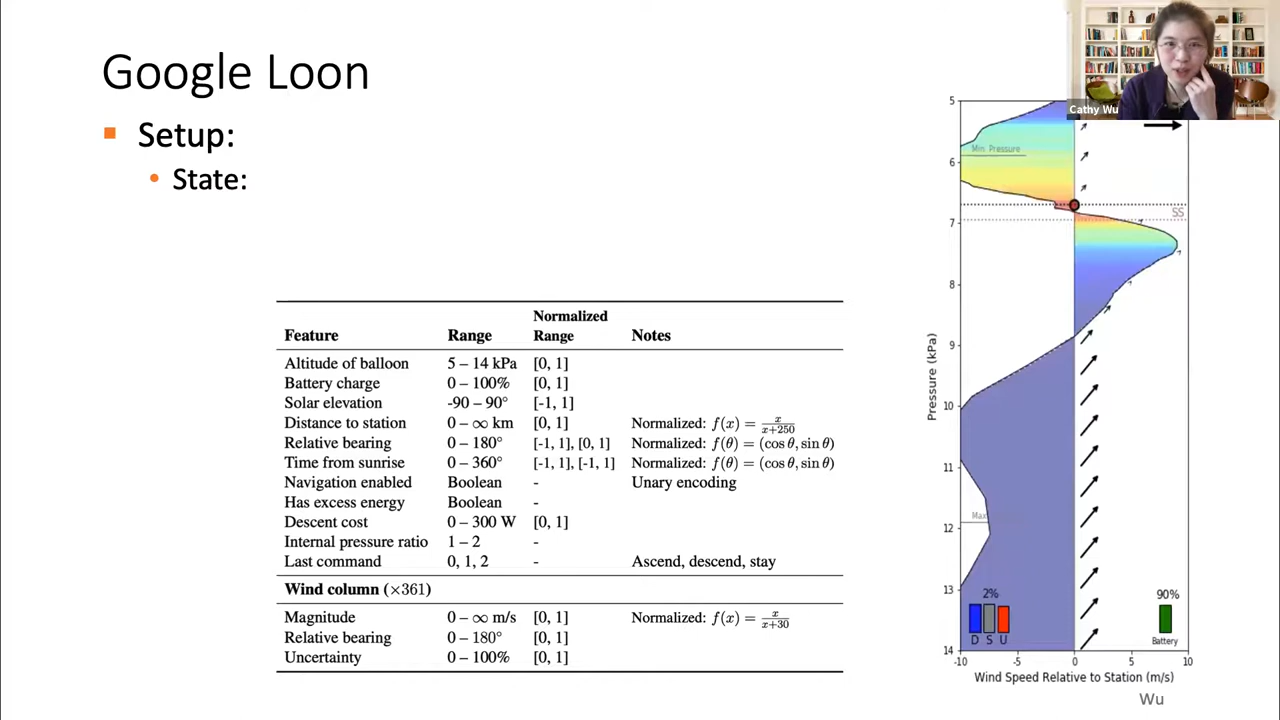 Google Loon
Setup:
State:
Feature Range Normalized Range Notes
Altitude of balloon 5 – 14 kPa [0, 1]
Battery charge 0 – 100% [0, 1]
Solar elevation -90 – 90° [-1, 1]
Distance to station 0 – ∞ km [0, 1] Normalized: f(x) = x/(x+250)
Relative bearing 0 – 180° [-1, 1], [0, 1] Normalized: f(θ) = (cos θ, sin θ)
Time from sunrise 0 – 360° [-1, 1], [-1, 1] Normalized: f(θ) = (cos θ, sin θ)
Navigation enabled Boolean - Unary encoding
Has excess energy Boolean -
Descent cost 0 – 300 W [0, 1]
Internal pressure ratio 1 – 2 -
Last command 0, 1, 2 - Ascend, descend, stay
Wind column (×361)
Magnitude 0 – ∞ m/s [0, 1] Normalized: f(x) = x/(x+30)
Relative bearing 0 – 180° [0, 1]
Uncertainty 0 – 100% [0, 1]
Cathy Wu
5
Min. Pressure
6
SS
7
8
9
Pressure (kPa)
10
11
Max
12
13
2%
90%
D S U
Battery
14
-10 -5 0 5 10
Wind Speed Relative to Station (m/s)
Wu